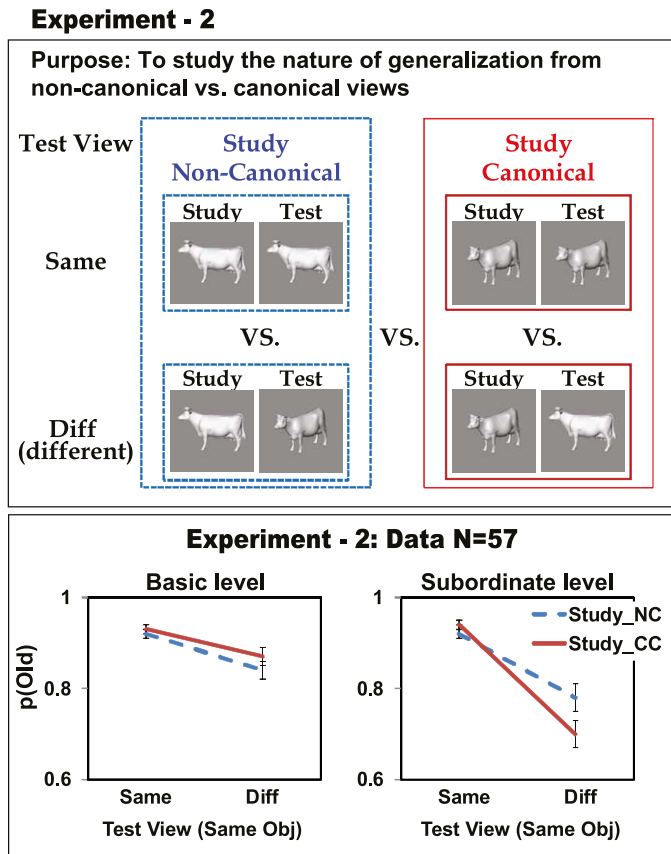 Experiment - 2
Purpose: To study the nature of generalization from
non-canonical vs. canonical views
Test View
Study
Non-Canonical
Study
Canonical
Same
Study Test
Study Test
VS.
VS.
VS.
Diff
(different)
Study Test
Study Test
Experiment - 2: Data N=57
Basic level
Subordinate level
p(Old)
1
0.8
0.6
Same Diff
Test View (Same Obj)
1
0.8
0.6
Study_NC
Study_CC
Same Diff
Test View (Same Obj)